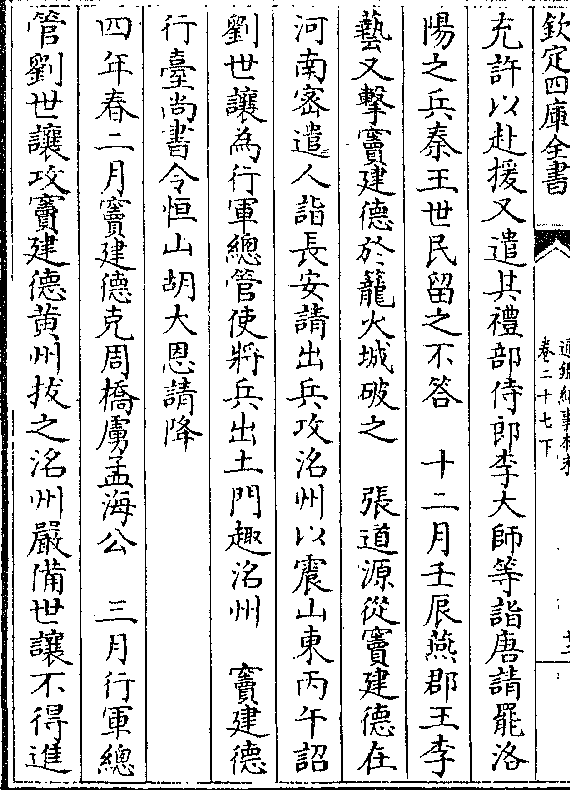 欽定四庫全書
通鑑紀事本末
卷二十七下
充許以赴援又遣其禮部侍郎李大師等詣唐請罷洛
陽之兵秦王世民留之不答　十二月壬辰燕郡王李
藝又擊竇建德於籠火城破之　張道源從竇建德在
河南密遣人詣長安請出兵攻洺州以震山東丙午詔
劉世讓為行軍總管使將兵出土門趣洺州　竇建德
行臺尚書令恒山胡大恩請降
四年春二月竇建德克周橋虜孟海公　三月行軍總
管劉世讓攻竇建德黄州拔之洺州嚴備世讓不得進